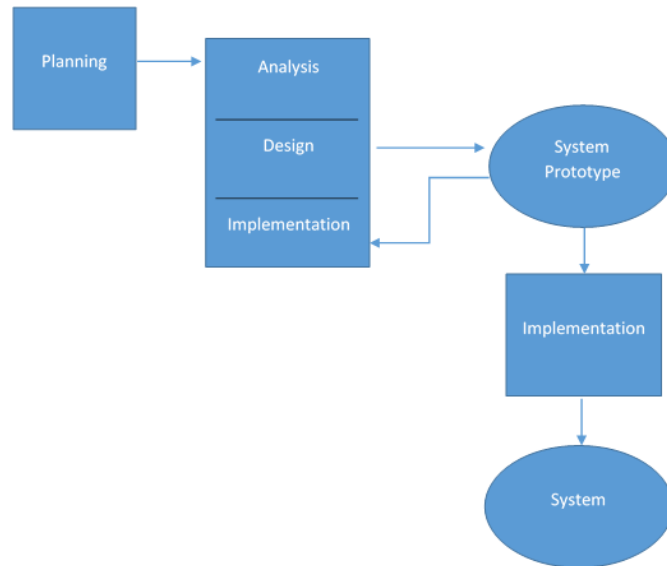 Planning
Analysis
Design
Implementation
System
Prototype
Implementation
System